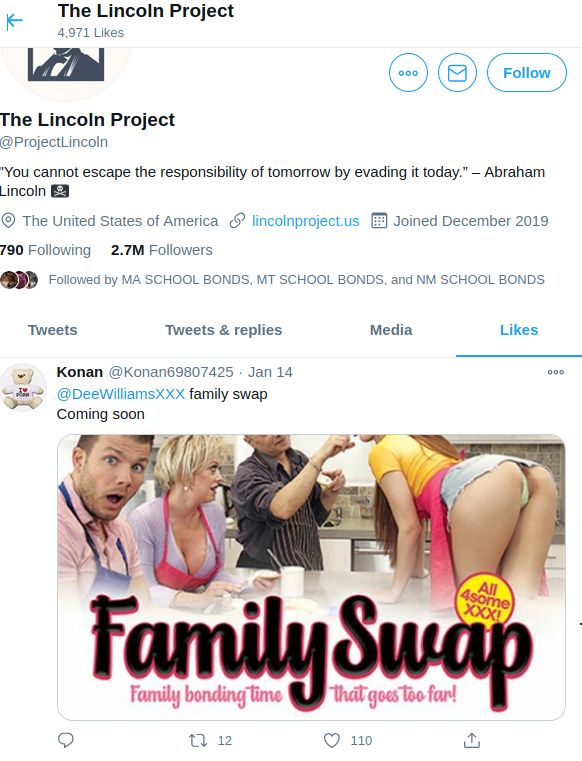 The Lincoln Project
4,971 Likes
Follow
The Lincoln Project
@ProjectLincoln
"You cannot escape the responsibility of tomorrow by evading it today.” – Abraham
Lincoln
The United States of America lincolnproject.us Joined December 2019
790 Following 2.7M Followers
Followed by MA SCHOOL BONDS, MT SCHOOL BONDS, and NM SCHOOL BONDS
Tweets Tweets & replies Media Likes
Konan @Konan69807425 · Jan 14
@DeeWilliamsXXX family swap
Coming soon
I ♥
PORN
All
4some
XXX!
Family Swap
Family bonding time that goes too far!
12 110